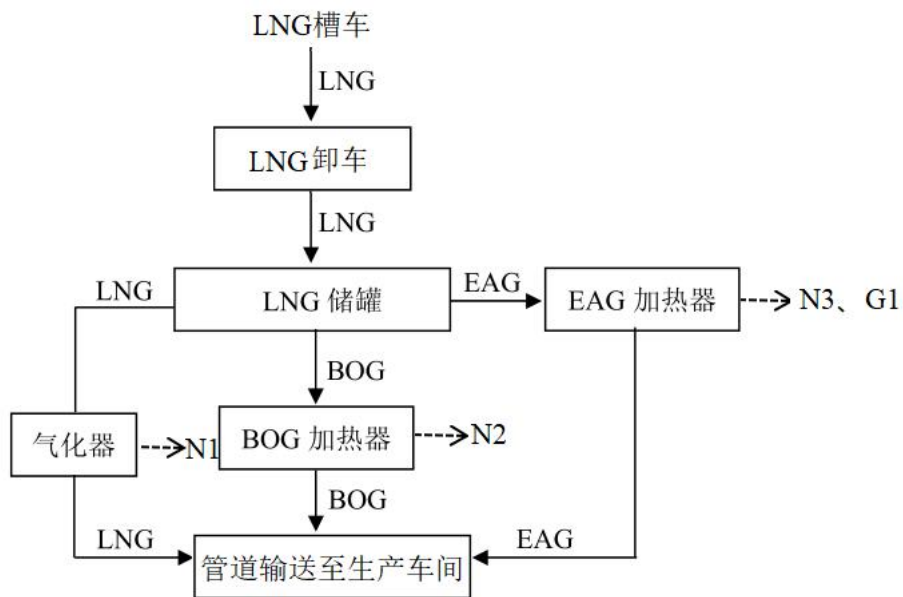 LNG槽车
LNG
LNG卸车
LNG
LNG
LNG 储罐
EAG
EAG 加热器
N3、G1
BOG
气化器
N1
BOG 加热器
N2
BOG
LNG
管道输送至生产车间
EAG